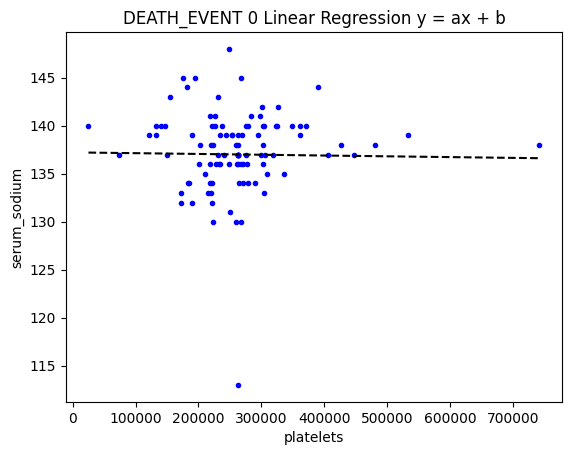 DEATH_EVENT 0 Linear Regression y = ax + b
145
140
135
130
125
120
115
serum_sodium
0 100000 200000 300000 400000 500000 600000 700000
platelets